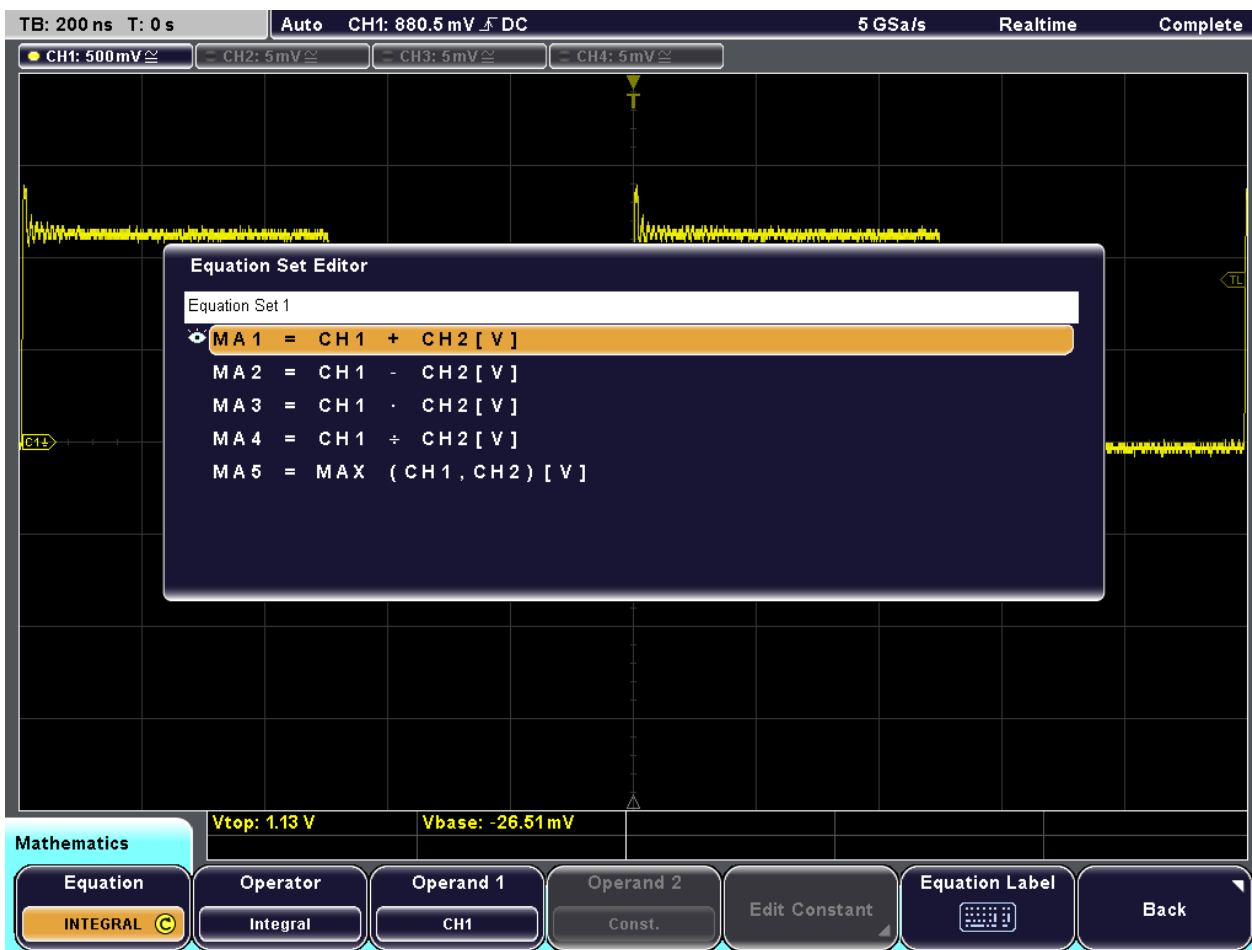 TB: 200 ns T: 0 s Auto CH1: 880.5 mV DC 5 GSa/s Realtime Complete
CH1: 500mV≅ CH2: 5mV≅ CH3: 5mV≅ CH4: 5mV≅
T
TL
Equation Set Editor
Equation Set 1
MA1 = CH1 + CH2[V]
MA2 = CH1 - CH2[V]
MA3 = CH1 · CH2[V]
MA4 = CH1 ÷ CH2[V]
MA5 = MAX (CH1,CH2)[V]
C1
Vtop: 1.13 V Vbase: -26.51 mV
Mathematics
Equation Operator Operand 1 Operand 2 Edit Constant Equation Label Back
INTEGRAL Integral CH1 Const.